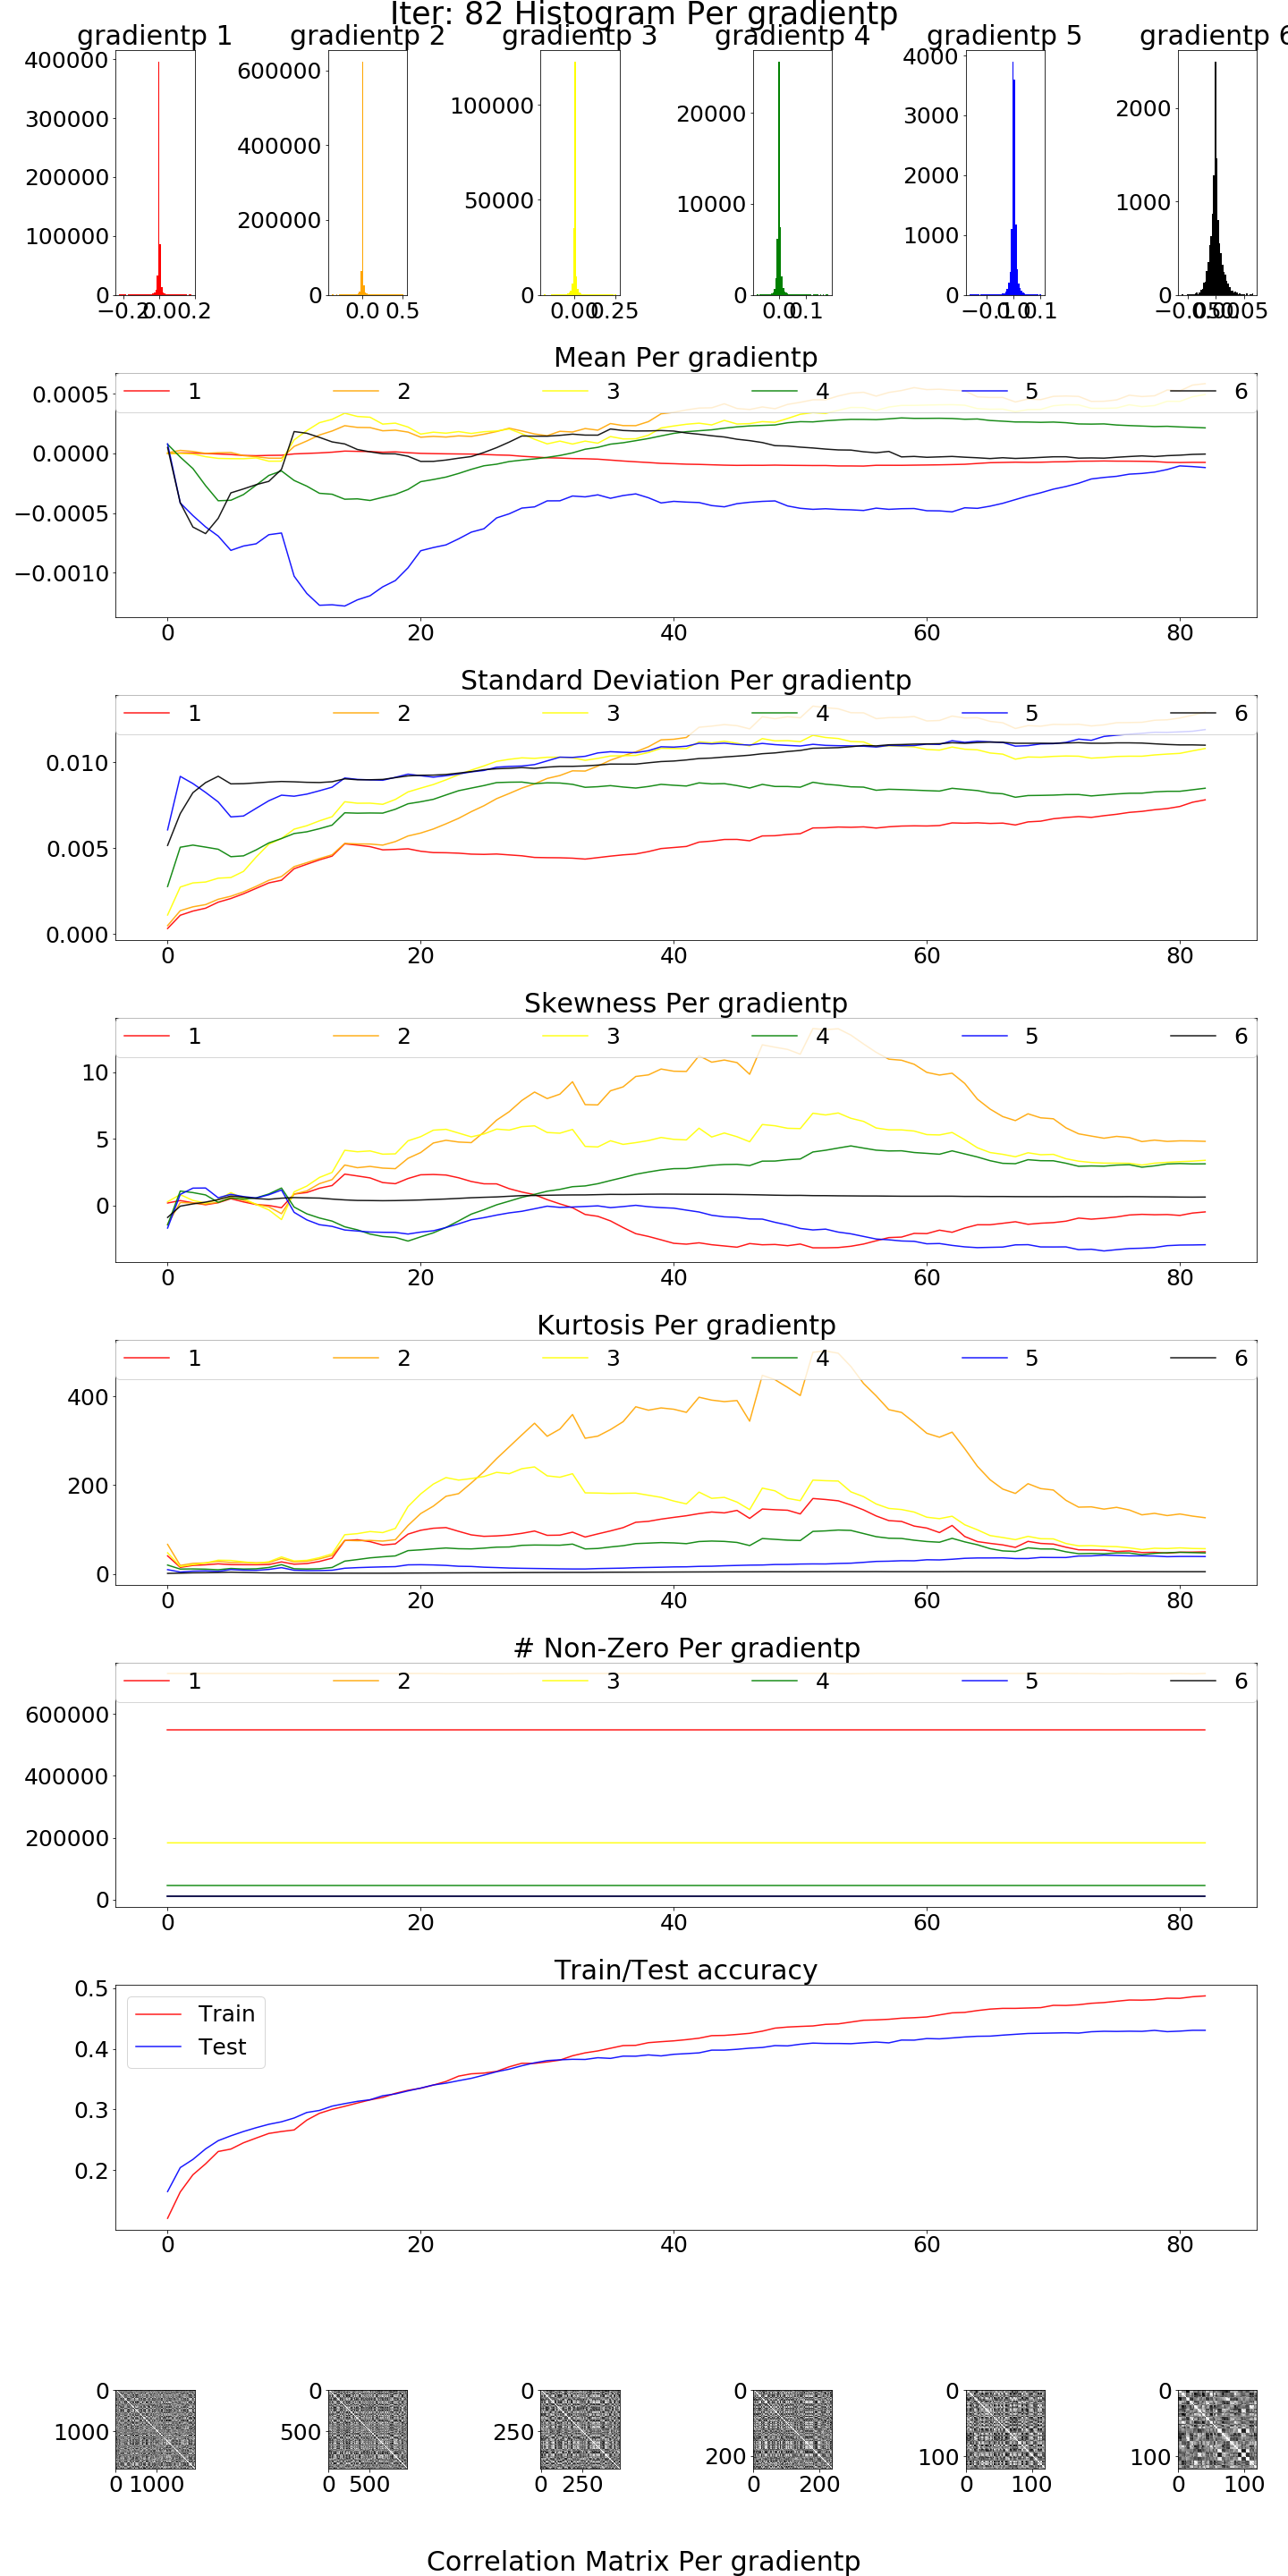 Iter: 82 Histogram Per gradientp
gradientp 1 gradientp 2 gradientp 3 gradientp 4 gradientp 5 gradientp 6
400000
300000
200000
100000
0
600000
400000
200000
0
0.0 0.5
100000
50000
0
0.00 0.25
20000
10000
0
0.0 0.1
4000
3000
2000
1000
0
2000
1000
0
Mean Per gradientp
1 2 3 4 5 6
0.0005
0.0000
−0.0005
−0.0010
0 20 40 60 80
Standard Deviation Per gradientp
1 2 3 4 5 6
0.010
0.005
0.000
0 20 40 60 80
Skewness Per gradientp
1 2 3 4 5 6
10
5
0
0 20 40 60 80
Kurtosis Per gradientp
1 2 3 4 5 6
400
200
0
0 20 40 60 80
# Non-Zero Per gradientp
1 2 3 4 5 6
600000
400000
200000
0
0 20 40 60 80
Train/Test accuracy
Train
Test
0.5
0.4
0.3
0.2
0 20 40 60 80
0
1000
0 1000
0
500
0 500
0
250
0 250
0
200
0 200
0
100
0 100
0
100
0 100
Correlation Matrix Per gradientp